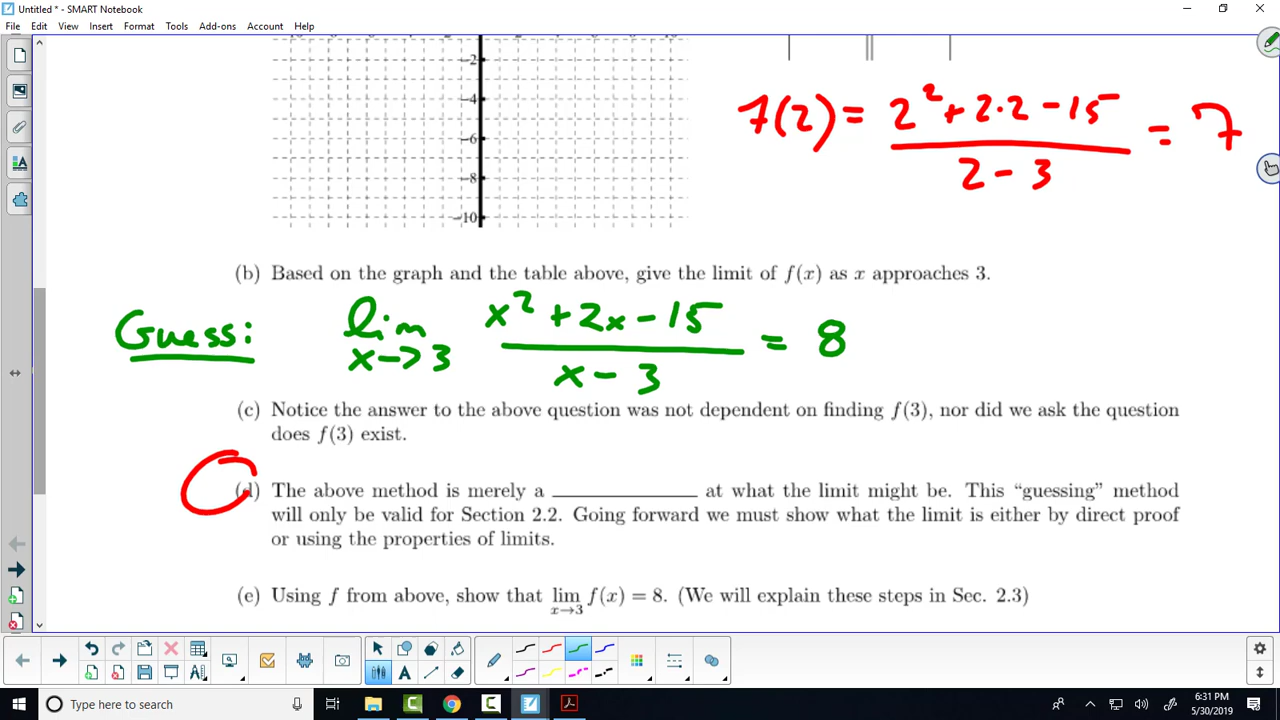 Untitled * - SMART Notebook
File Edit View Insert Format Tools Add-ons Account Help
-2
-4
-6
-8
-10
f(2) = (2² + 2·2 - 15) / (2 - 3) = 7
(b) Based on the graph and the table above, give the limit of f(x) as x approaches 3.
Guess: lim x->3 (x² + 2x - 15) / (x - 3) = 8
(c) Notice the answer to the above question was not dependent on finding f(3), nor did we ask the question
does f(3) exist.
(d) The above method is merely a ____________ at what the limit might be. This “guessing” method
will only be valid for Section 2.2. Going forward we must show what the limit is either by direct proof
or using the properties of limits.
(e) Using f from above, show that lim x→3 f(x) = 8. (We will explain these steps in Sec. 2.3)
Type here to search
6:31 PM
5/30/2019